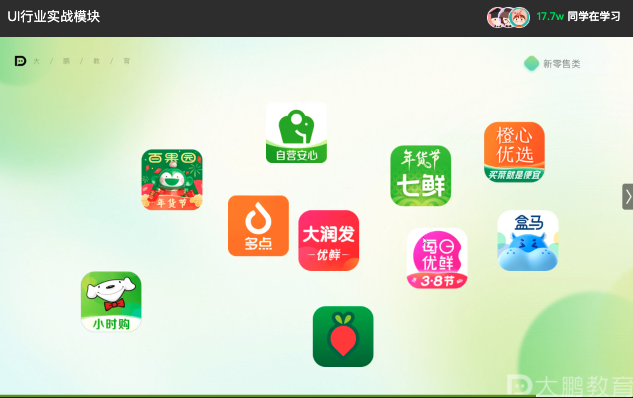 UI行业实战模块
17.7w 同学在学习
大 / 鹏 / 教 / 育
新零售类
自营安心
百果园
年货节
年货节
七鲜
橙心
优选
买菜就是便宜
多点
大润发
优鲜
每日
优鲜
3·8节
盒马
小时购
大鹏教育